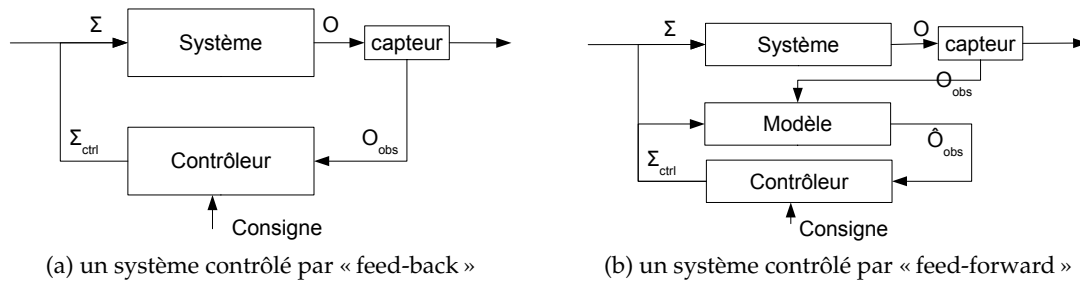 Σ
Système
O
capteur
Σctrl
Contrôleur
Oobs
Consigne
(a) un système contrôlé par « feed-back »
Σ
Système
O
capteur
Oobs
Modèle
Ôobs
Σctrl
Contrôleur
Consigne
(b) un système contrôlé par « feed-forward »